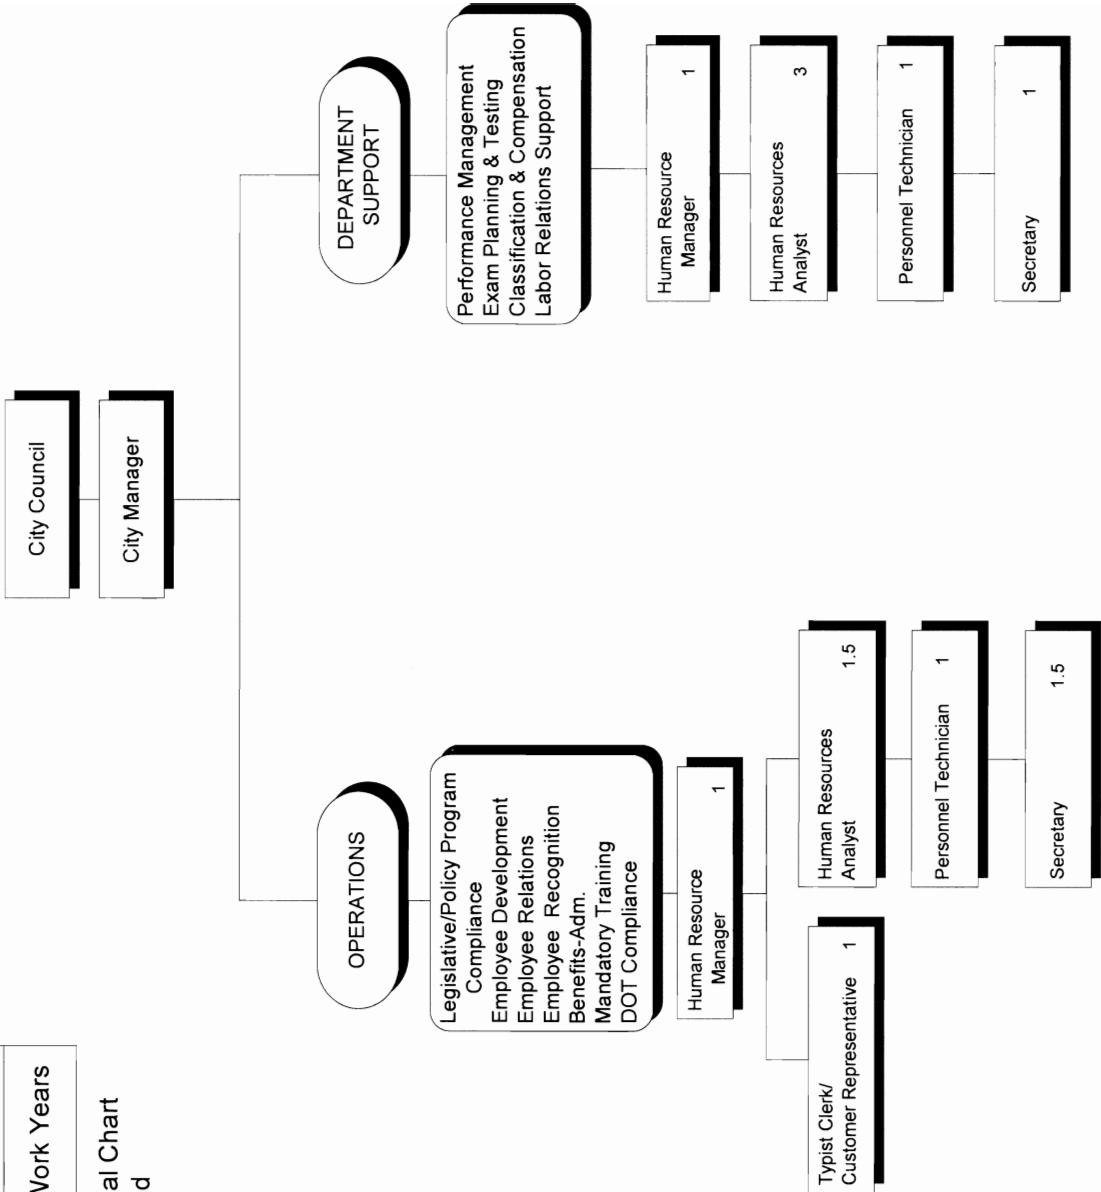 City Council
City Manager
Work Years
al Chart
d
OPERATIONS
Legislative/Policy Program
Compliance
Employee Development
Employee Relations
Employee Recognition
Benefits-Adm.
Mandatory Training
DOT Compliance
Human Resource
Manager 1
Typist Clerk/
Customer Representative 1
Human Resources
Analyst 1.5
Personnel Technician 1
Secretary 1.5
DEPARTMENT
SUPPORT
Performance Management
Exam Planning & Testing
Classification & Compensation
Labor Relations Support
Human Resource
Manager 1
Human Resources
Analyst 3
Personnel Technician 1
Secretary 1